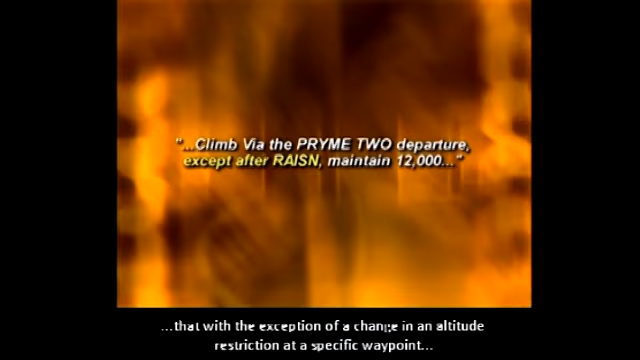 "...Climb Via the PRYME TWO departure,
except after RAISN, maintain 12,000..."
...that with the exception of a change in an altitude
restriction at a specific waypoint...